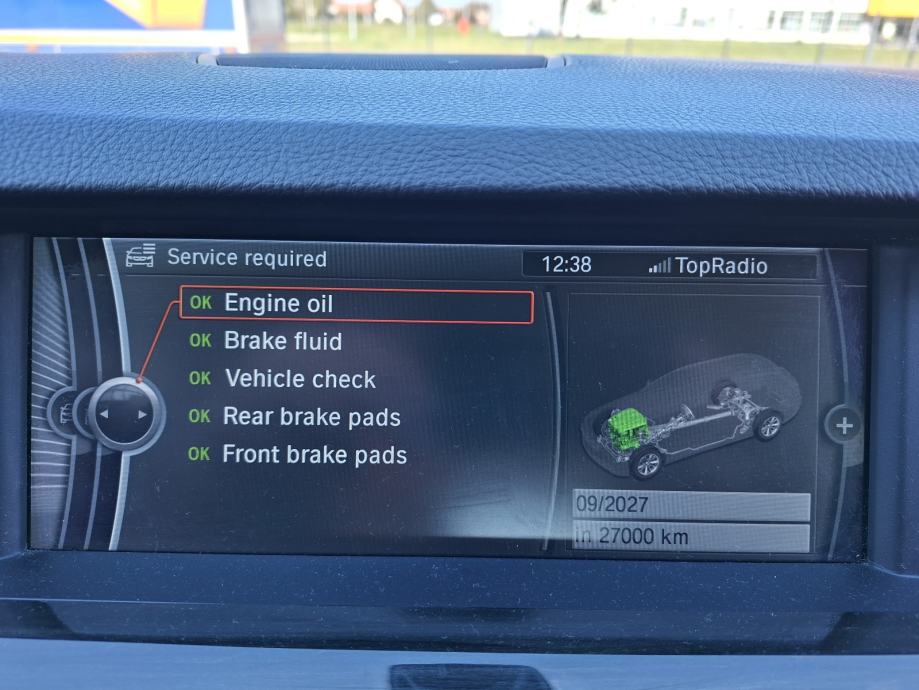 Service required
12:38
TopRadio
OK Engine oil
OK Brake fluid
OK Vehicle check
OK Rear brake pads
OK Front brake pads
09/2027
in 27000 km